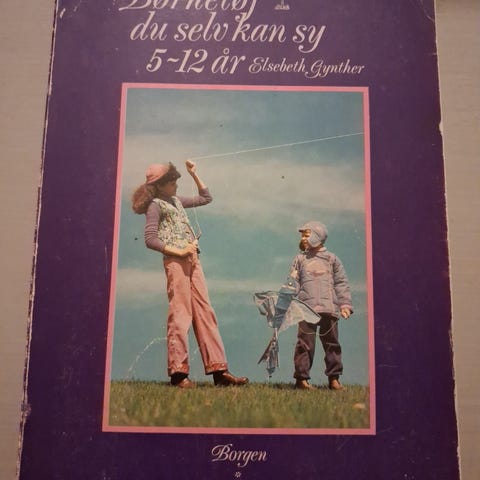 Børnetøj
du selv kan sy
5-12 år Elsebeth Gynther
Borgen